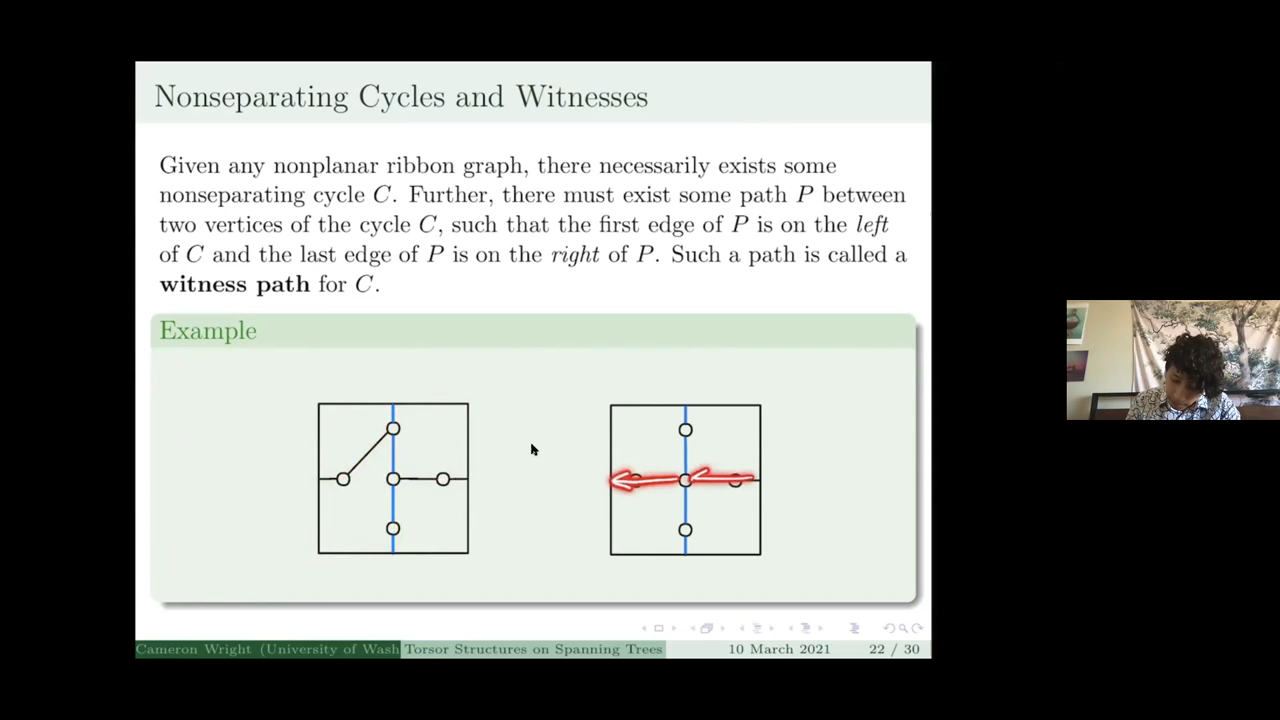 Nonseparating Cycles and Witnesses
Given any nonplanar ribbon graph, there necessarily exists some
nonseparating cycle C. Further, there must exist some path P between
two vertices of the cycle C, such that the first edge of P is on the left
of C and the last edge of P is on the right of P. Such a path is called a
witness path for C.
Example
Cameron Wright (University of Wash Torsor Structures on Spanning Trees 10 March 2021 22 / 30